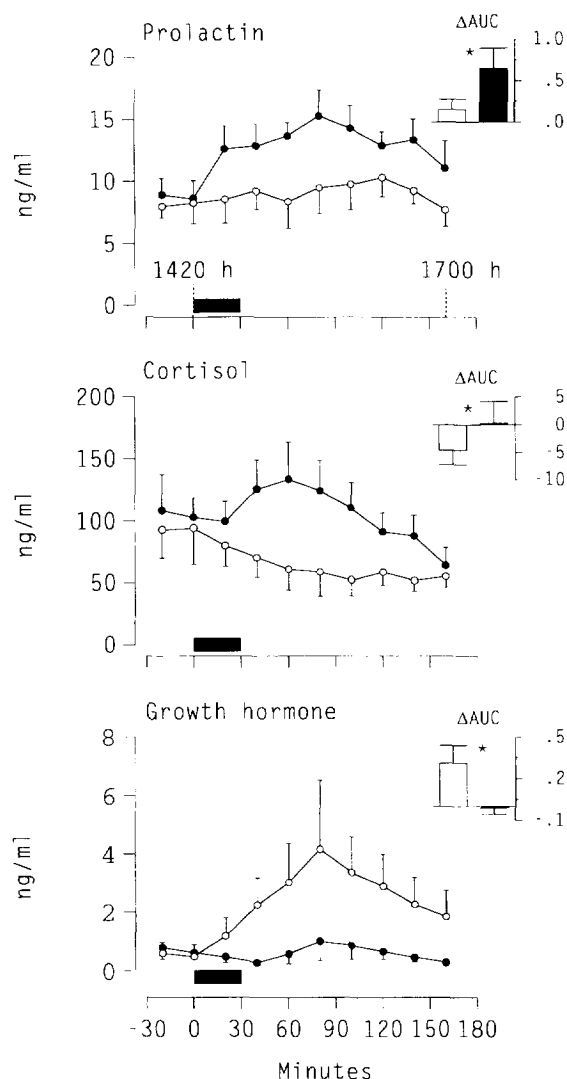 Prolactin
ΔAUC
*
1.0
0.5
.0
20
15
10
5
0
ng/ml
1420 h
1700 h
Cortisol
ΔAUC
*
5
0
-5
-10
200
150
100
50
0
ng/ml
Growth hormone
ΔAUC
*
.5
.2
-.1
8
6
4
2
0
ng/ml
-30 0 30 60 90 120 150 180
Minutes